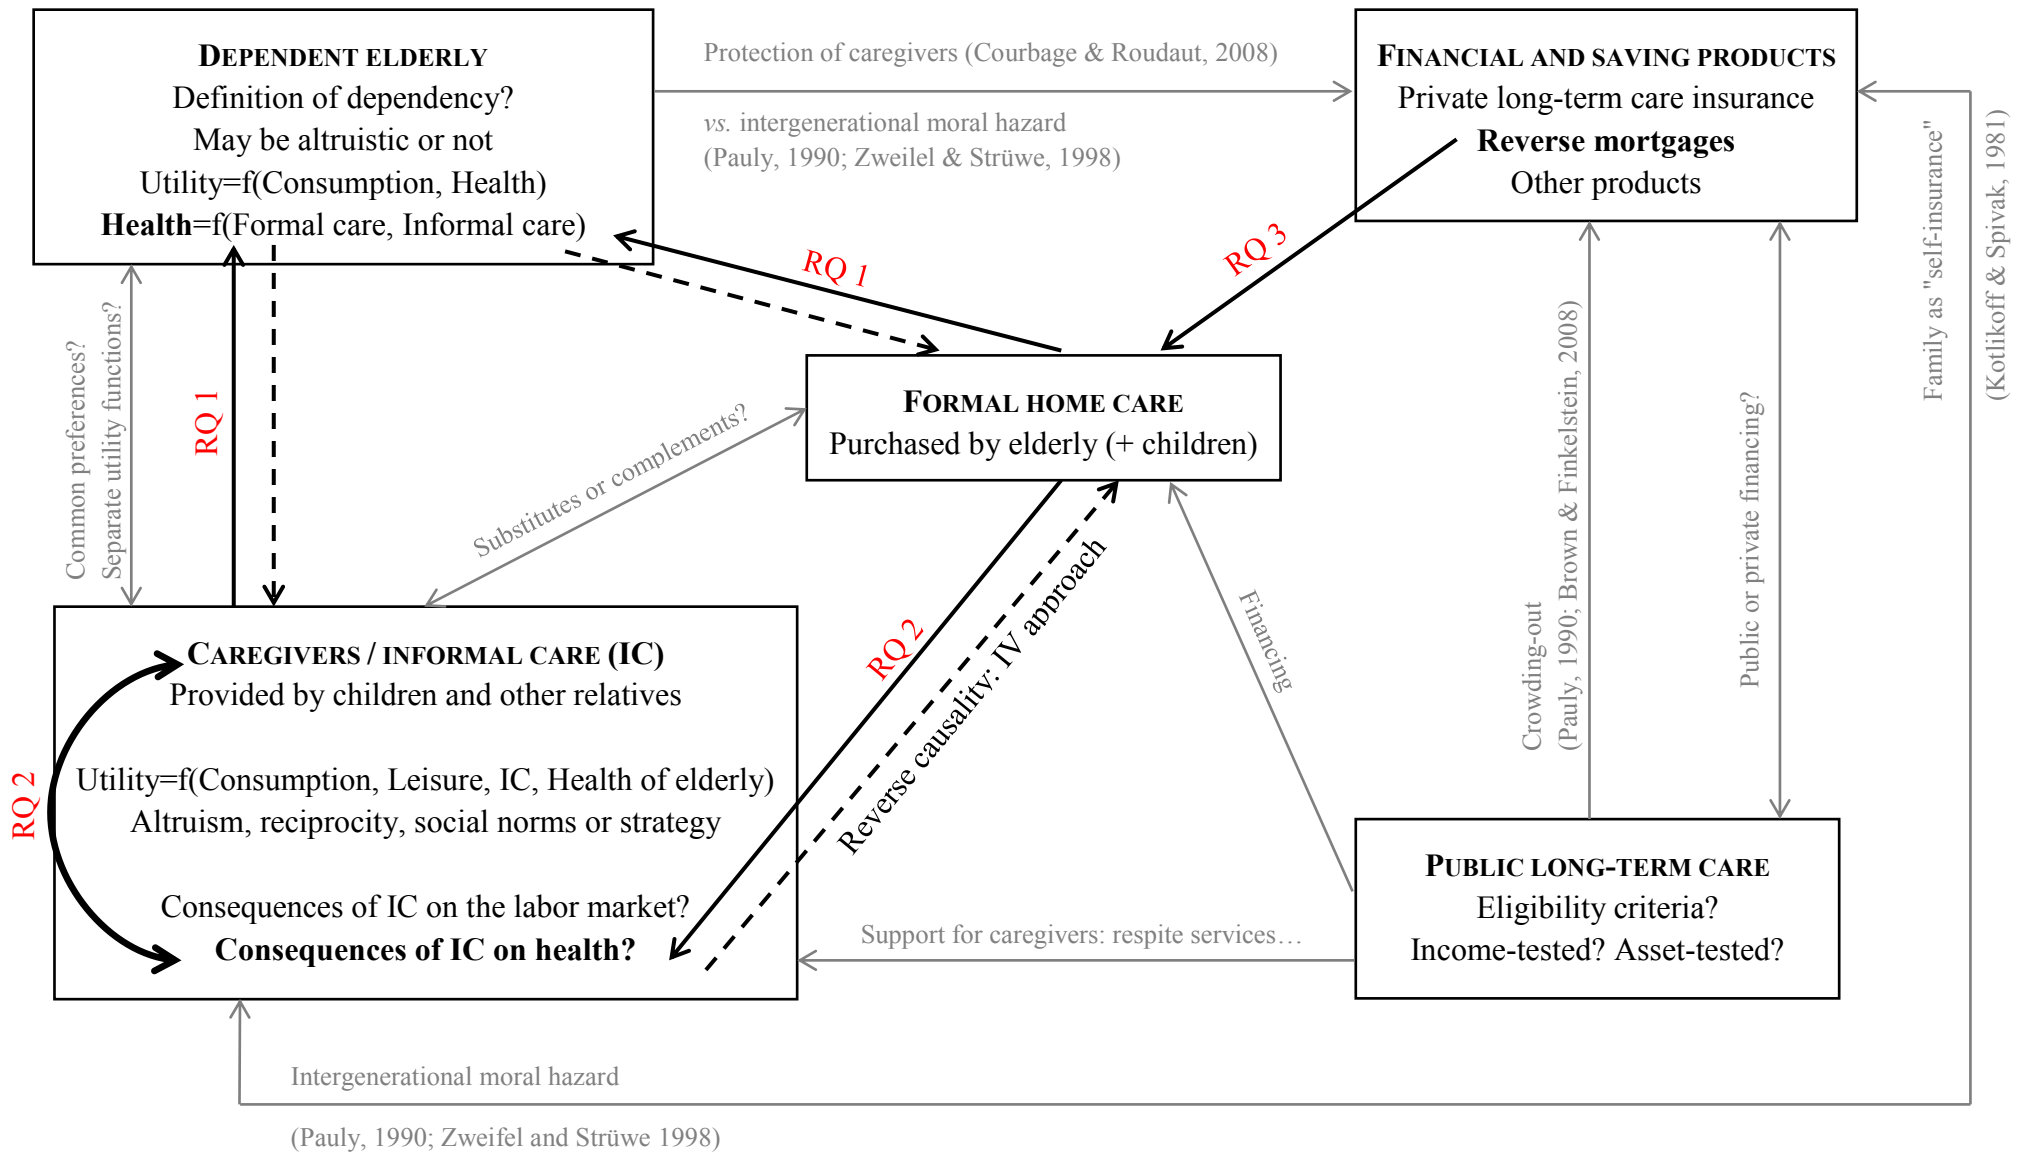 DEPENDENT ELDERLY
Definition of dependency?
May be altruistic or not
Utility=f(Consumption, Health)
Health=f(Formal care, Informal care)
Protection of caregivers (Courbage & Roudaut, 2008)
vs. intergenerational moral hazard
(Pauly, 1990; Zweilel & Strüwe, 1998)
FINANCIAL AND SAVING PRODUCTS
Private long-term care insurance
Reverse mortgages
Other products
Family as "self-insurance"
(Kotlikoff & Spivak, 1981)
RQ 1
RQ 3
Common preferences?
Separate utility functions?
RQ 1
Substitutes or complements?
FORMAL HOME CARE
Purchased by elderly (+ children)
RQ 2
Reverse causality: IV approach
Financing
Crowding-out
(Pauly, 1990; Brown & Finkelstein, 2008)
Public or private financing?
CAREGIVERS / INFORMAL CARE (IC)
Provided by children and other relatives
Utility=f(Consumption, Leisure, IC, Health of elderly)
Altruism, reciprocity, social norms or strategy
Consequences of IC on the labor market?
Consequences of IC on health?
RQ 2
Support for caregivers: respite services…
PUBLIC LONG-TERM CARE
Eligibility criteria?
Income-tested? Asset-tested?
Intergenerational moral hazard
(Pauly, 1990; Zweifel and Strüwe 1998)